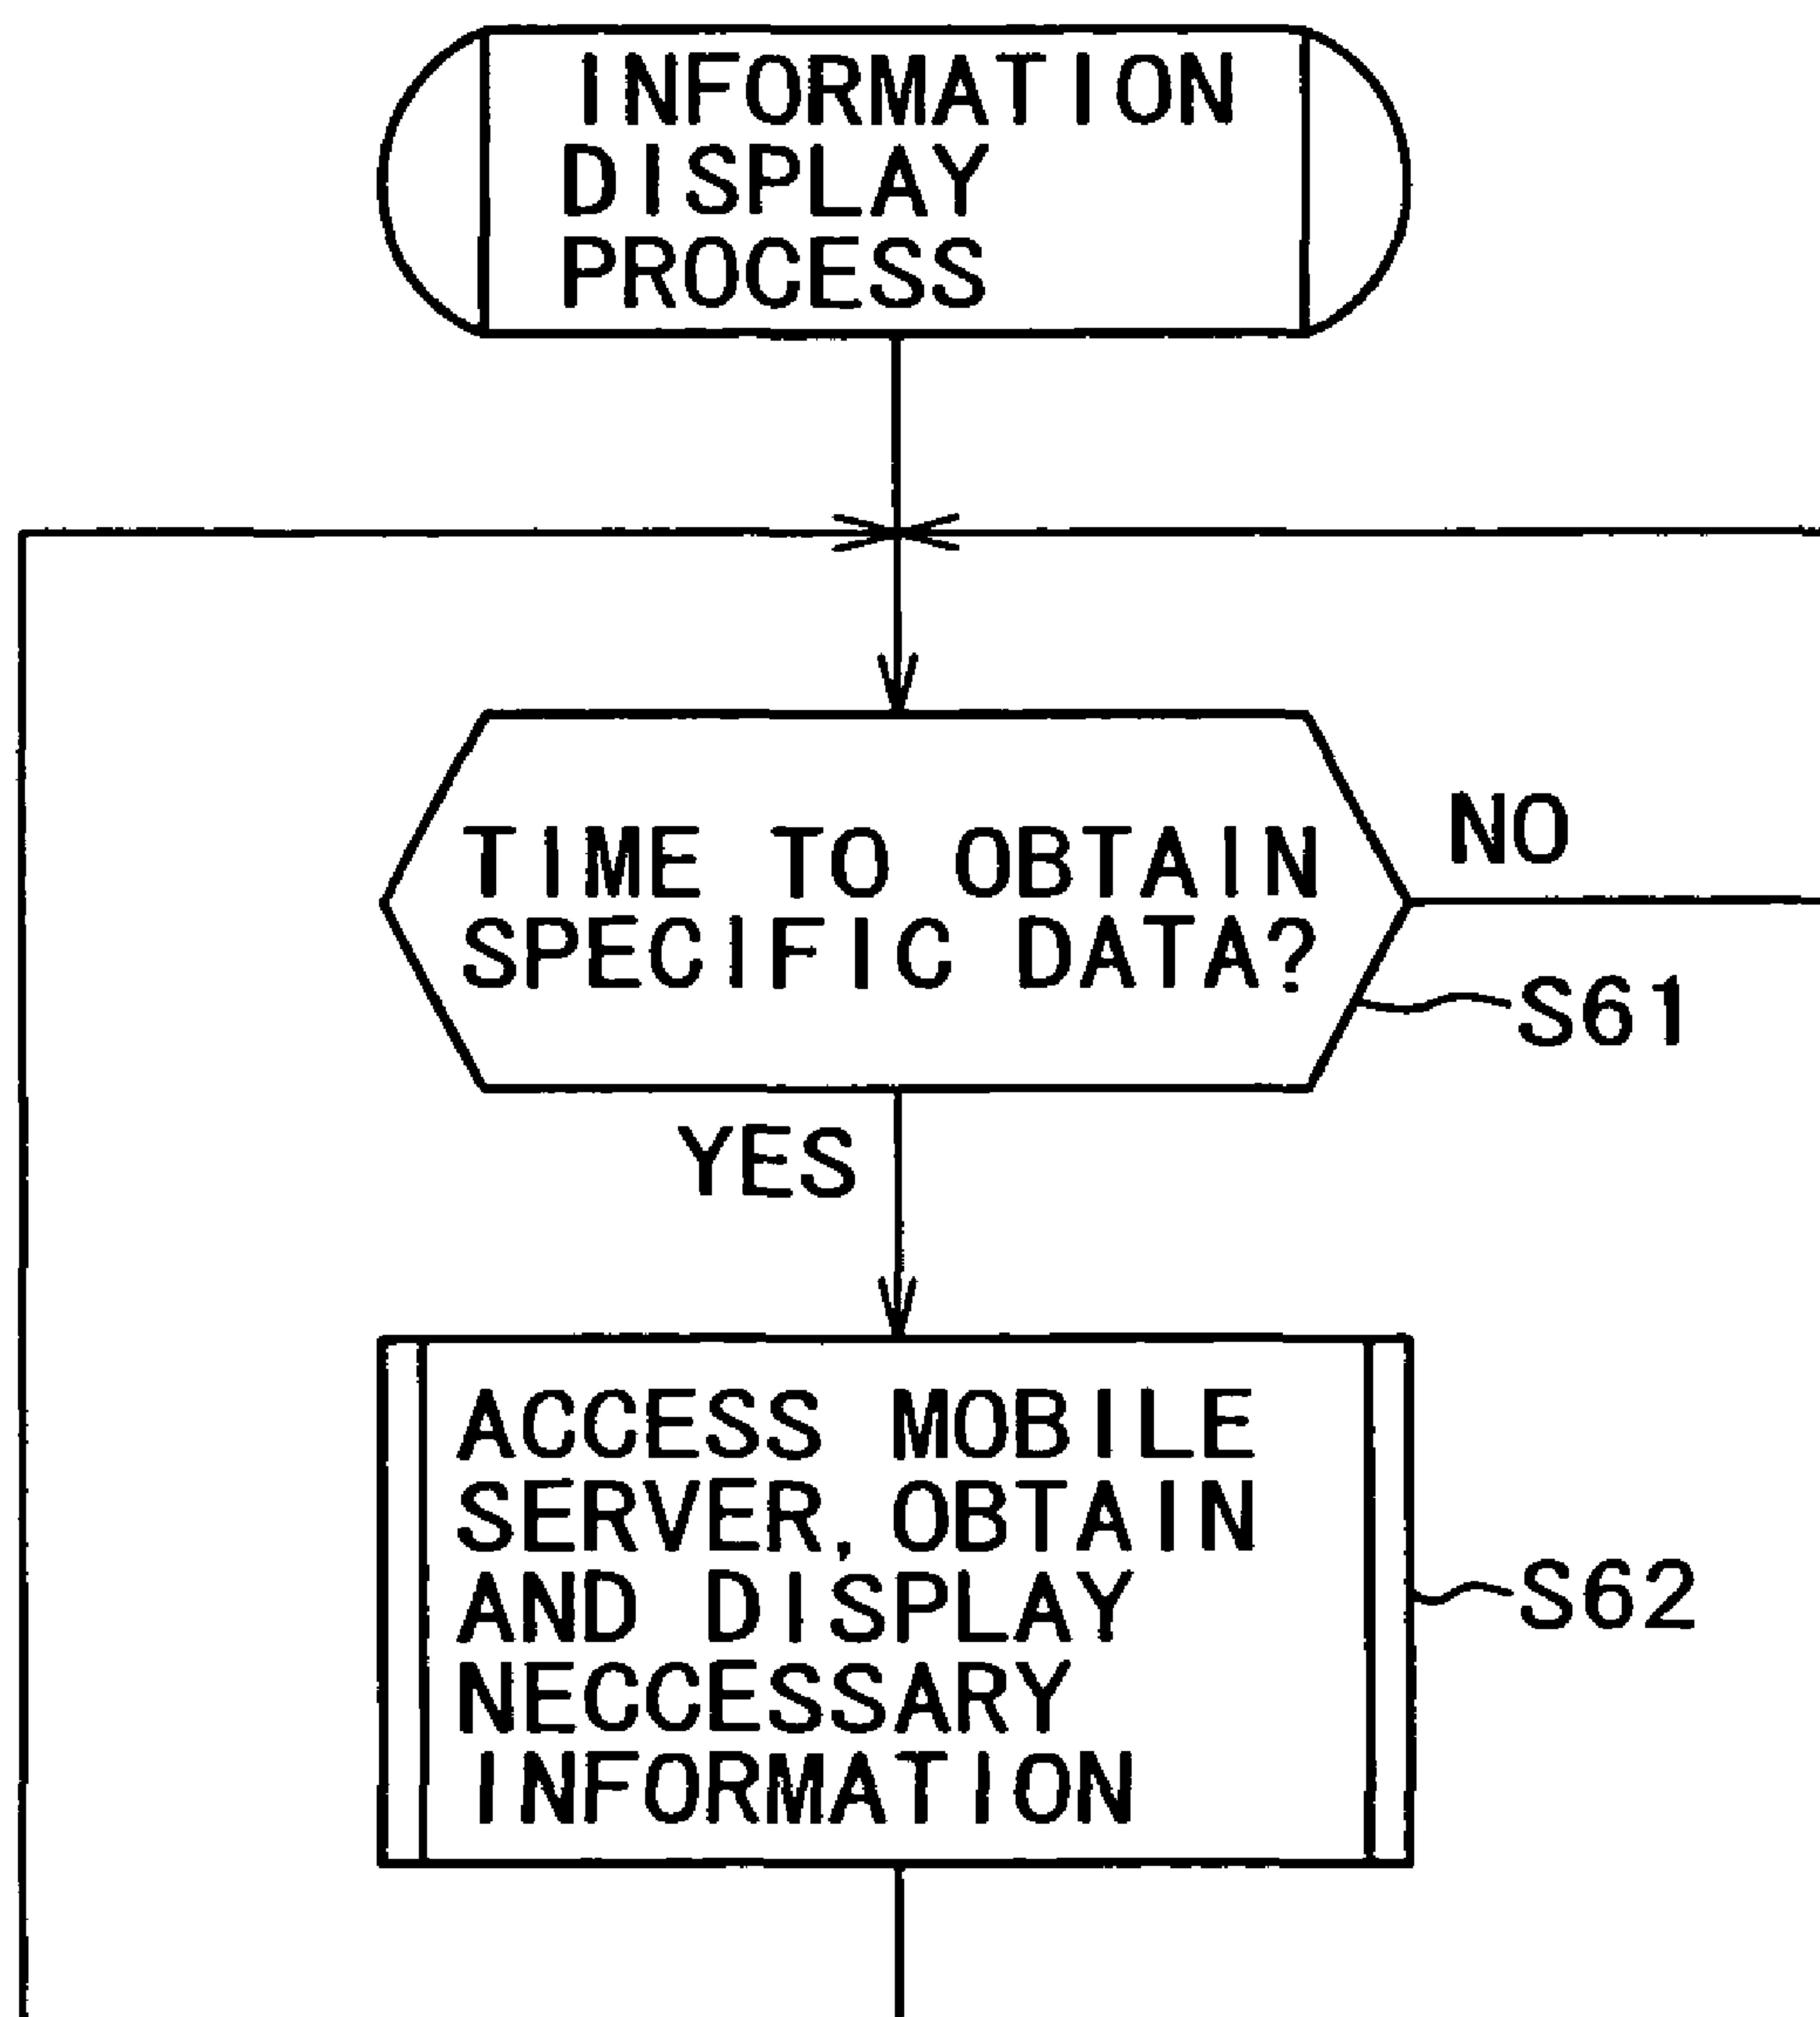 INFORMATION
DISPLAY
PROCESS
NO
TIME TO OBTAIN
SPECIFIC DATA?
S61
YES
ACCESS MOBILE
SERVER, OBTAIN
AND DISPLAY
NECCESSARY
INFORMATION
S62